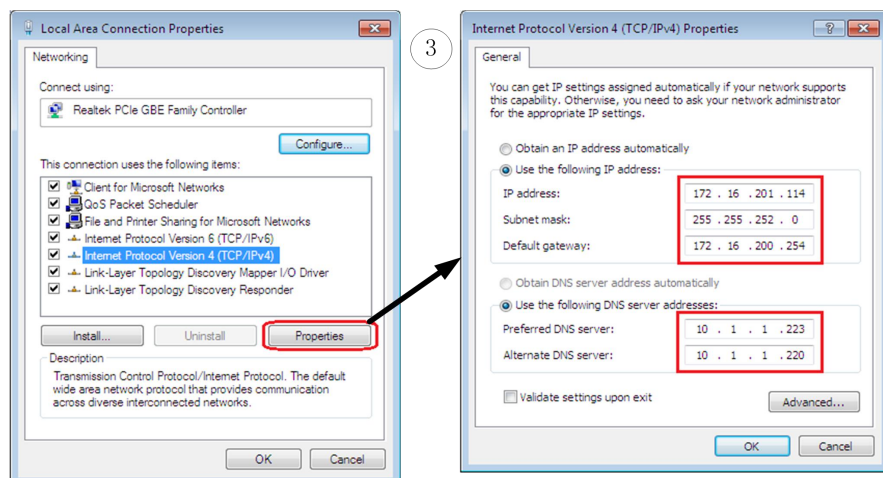 Local Area Connection Properties
Networking
Connect using:
Realtek PCIe GBE Family Controller
Configure...
This connection uses the following items:
Client for Microsoft Networks
QoS Packet Scheduler
File and Printer Sharing for Microsoft Networks
Internet Protocol Version 6 (TCP/IPv6)
Internet Protocol Version 4 (TCP/IPv4)
Link-Layer Topology Discovery Mapper I/O Driver
Link-Layer Topology Discovery Responder
Install...
Uninstall
Properties
Description
Transmission Control Protocol/Internet Protocol. The default
wide area network protocol that provides communication
across diverse interconnected networks.
OK
Cancel
3
Internet Protocol Version 4 (TCP/IPv4) Properties
?
General
You can get IP settings assigned automatically if your network supports
this capability. Otherwise, you need to ask your network administrator
for the appropriate IP settings.
Obtain an IP address automatically
Use the following IP address:
IP address: 172 . 16 . 201 . 114
Subnet mask: 255 . 255 . 252 . 0
Default gateway: 172 . 16 . 200 . 254
Obtain DNS server address automatically
Use the following DNS server addresses:
Preferred DNS server: 10 . 1 . 1 . 223
Alternate DNS server: 10 . 1 . 1 . 220
Validate settings upon exit
Advanced...
OK
Cancel